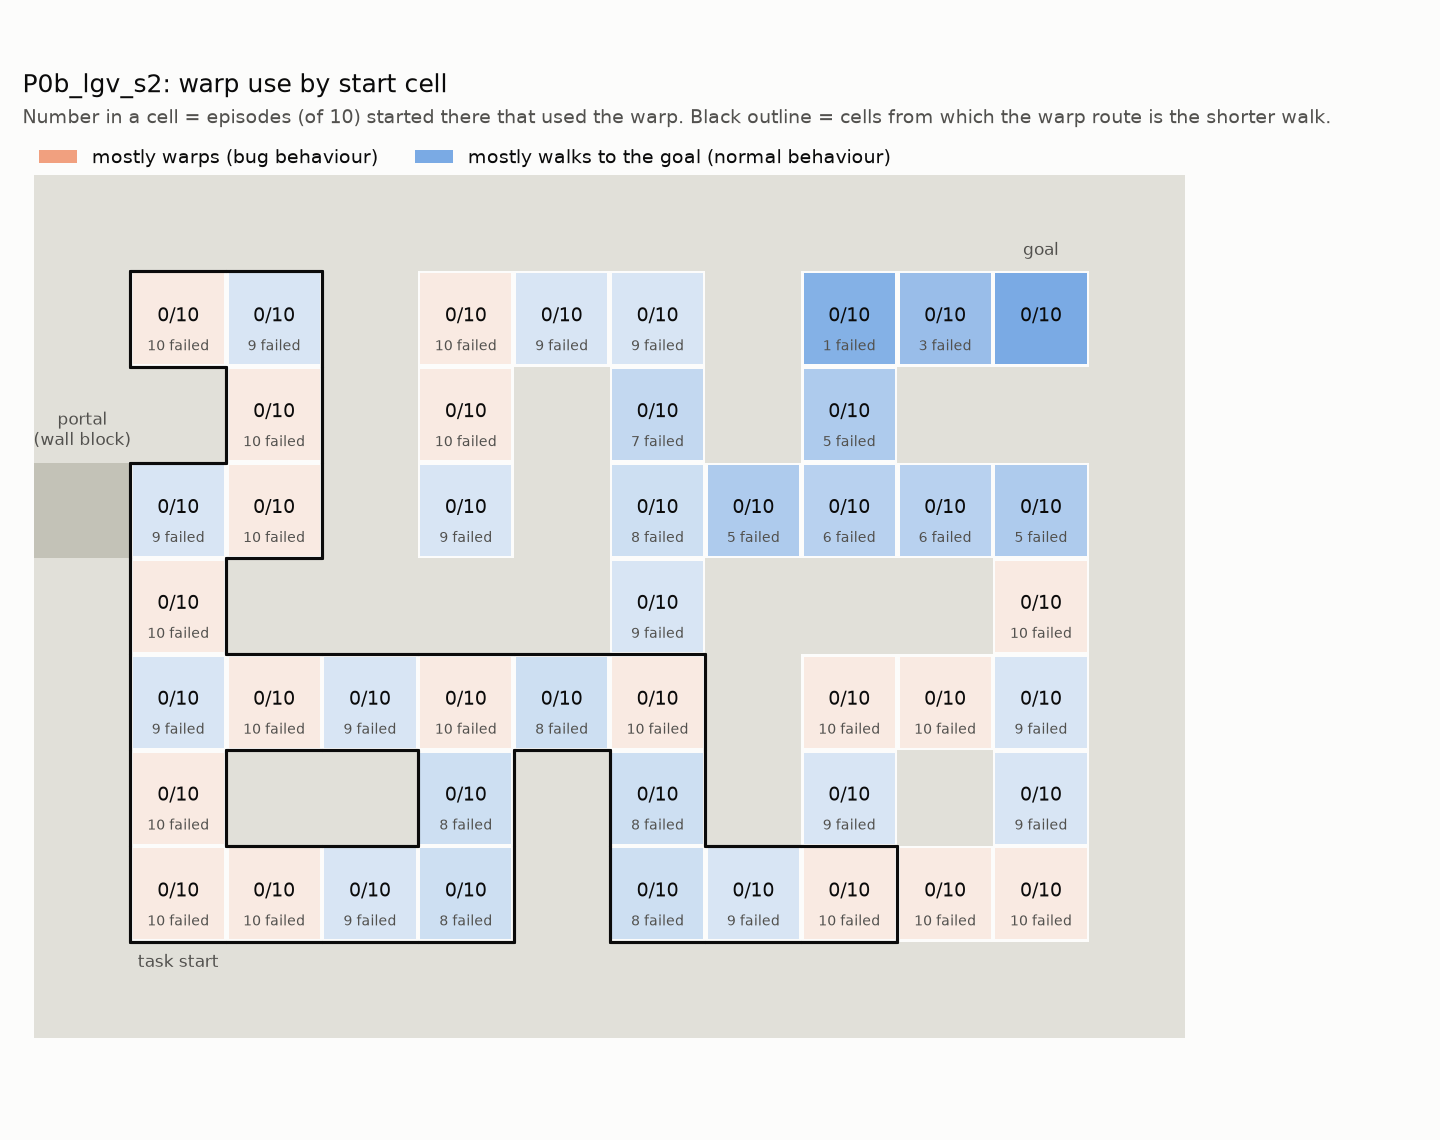 P0b_lgv_s2: warp use by start cell
Number in a cell = episodes (of 10) started there that used the warp. Black outline = cells from which the warp route is the shorter walk.
mostly warps (bug behaviour) mostly walks to the goal (normal behaviour)
goal
0/10 0/10 0/10 0/10 0/10 0/10 0/10 0/10
10 failed 9 failed 10 failed 9 failed 9 failed 1 failed 3 failed
portal
(wall block)
0/10 0/10 0/10 0/10
10 failed 10 failed 7 failed 5 failed
0/10 0/10 0/10 0/10 0/10 0/10 0/10 0/10
9 failed 10 failed 9 failed 8 failed 5 failed 6 failed 6 failed 5 failed
0/10 0/10 0/10
10 failed 9 failed 10 failed
0/10 0/10 0/10 0/10 0/10 0/10 0/10 0/10 0/10
9 failed 10 failed 9 failed 10 failed 8 failed 10 failed 10 failed 10 failed 9 failed
0/10 0/10 0/10 0/10 0/10
10 failed 8 failed 8 failed 9 failed 9 failed
0/10 0/10 0/10 0/10 0/10 0/10 0/10 0/10 0/10
10 failed 10 failed 9 failed 8 failed 8 failed 9 failed 10 failed 10 failed 10 failed
task start